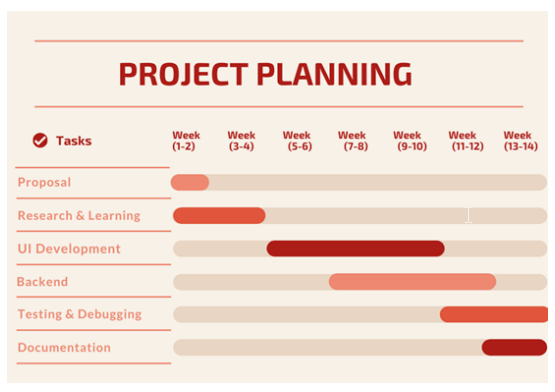 PROJECT PLANNING
Tasks
Week Week Week Week Week Week Week
(1-2) (3-4) (5-6) (7-8) (9-10) (11-12) (13-14)
Proposal
Research & Learning
UI Development
Backend
Testing & Debugging
Documentation